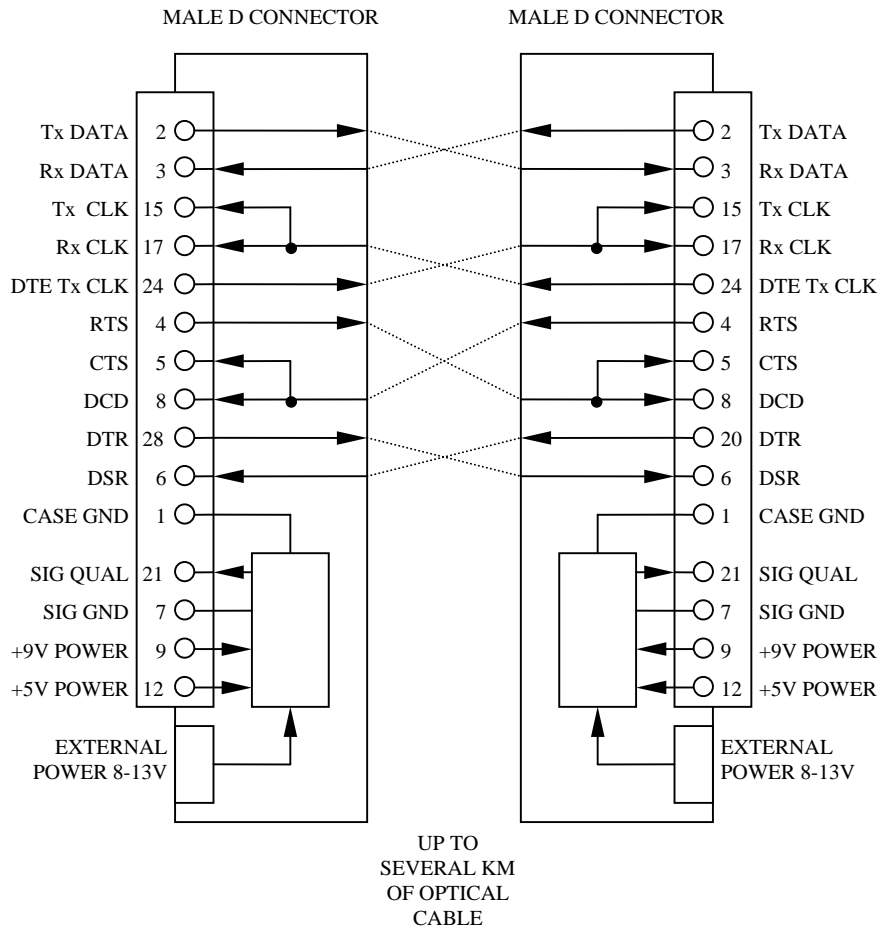 MALE D CONNECTOR MALE D CONNECTOR
Tx DATA 2 2 Tx DATA
Rx DATA 3 3 Rx DATA
Tx CLK 15 15 Tx CLK
Rx CLK 17 17 Rx CLK
DTE Tx CLK 24 24 DTE Tx CLK
RTS 4 4 RTS
CTS 5 5 CTS
DCD 8 8 DCD
DTR 28 20 DTR
DSR 6 6 DSR
CASE GND 1 1 CASE GND
SIG QUAL 21 21 SIG QUAL
SIG GND 7 7 SIG GND
+9V POWER 9 9 +9V POWER
+5V POWER 12 12 +5V POWER
EXTERNAL
POWER 8-13V
EXTERNAL
POWER 8-13V
UP TO
SEVERAL KM
OF OPTICAL
CABLE